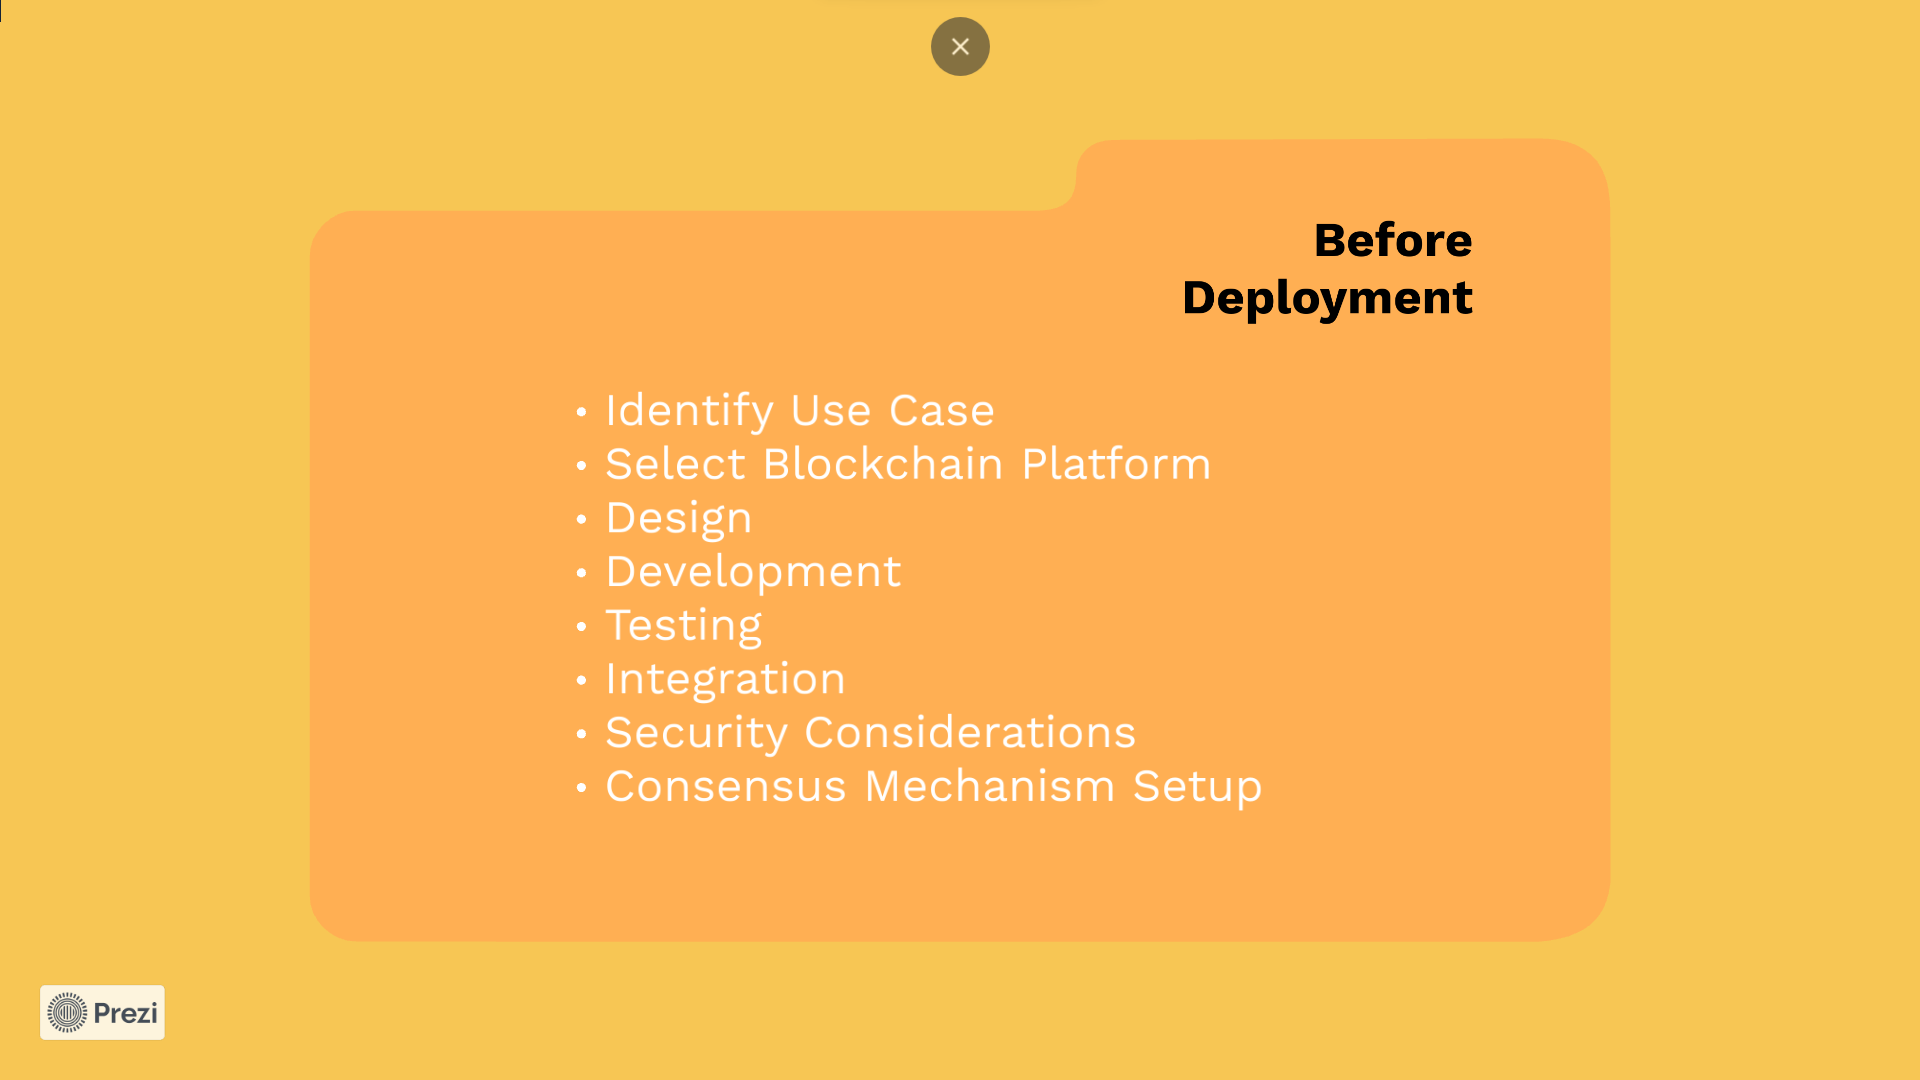 Before
Deployment
• Identify Use Case
• Select Blockchain Platform
• Design
• Development
• Testing
• Integration
• Security Considerations
• Consensus Mechanism Setup
Prezi